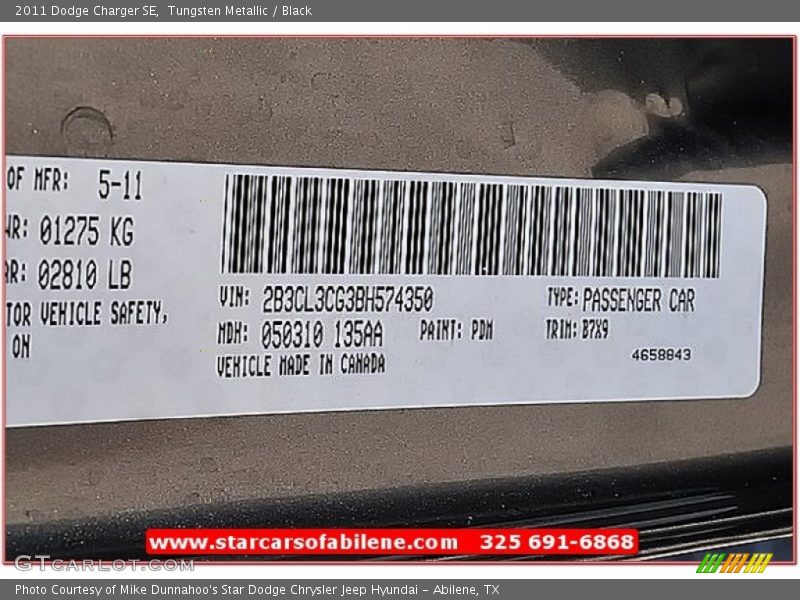 2011 Dodge Charger SE,  Tungsten Metallic / Black
OF MFR: 5-11
WR: 01275 KG
AR: 02810 LB
TOR VEHICLE SAFETY,
ON
VIN: 2B3CL3CG3BH574350 TYPE: PASSENGER CAR
MDH: 050310 135AA PAINT: PDM TRIM: B7X9
VEHICLE MADE IN CANADA
4658843
www.starcarsofabilene.com 325 691-6868
GTcarlot.com
Photo Courtesy of Mike Dunnahoo's Star Dodge Chrysler Jeep Hyundai - Abilene, TX